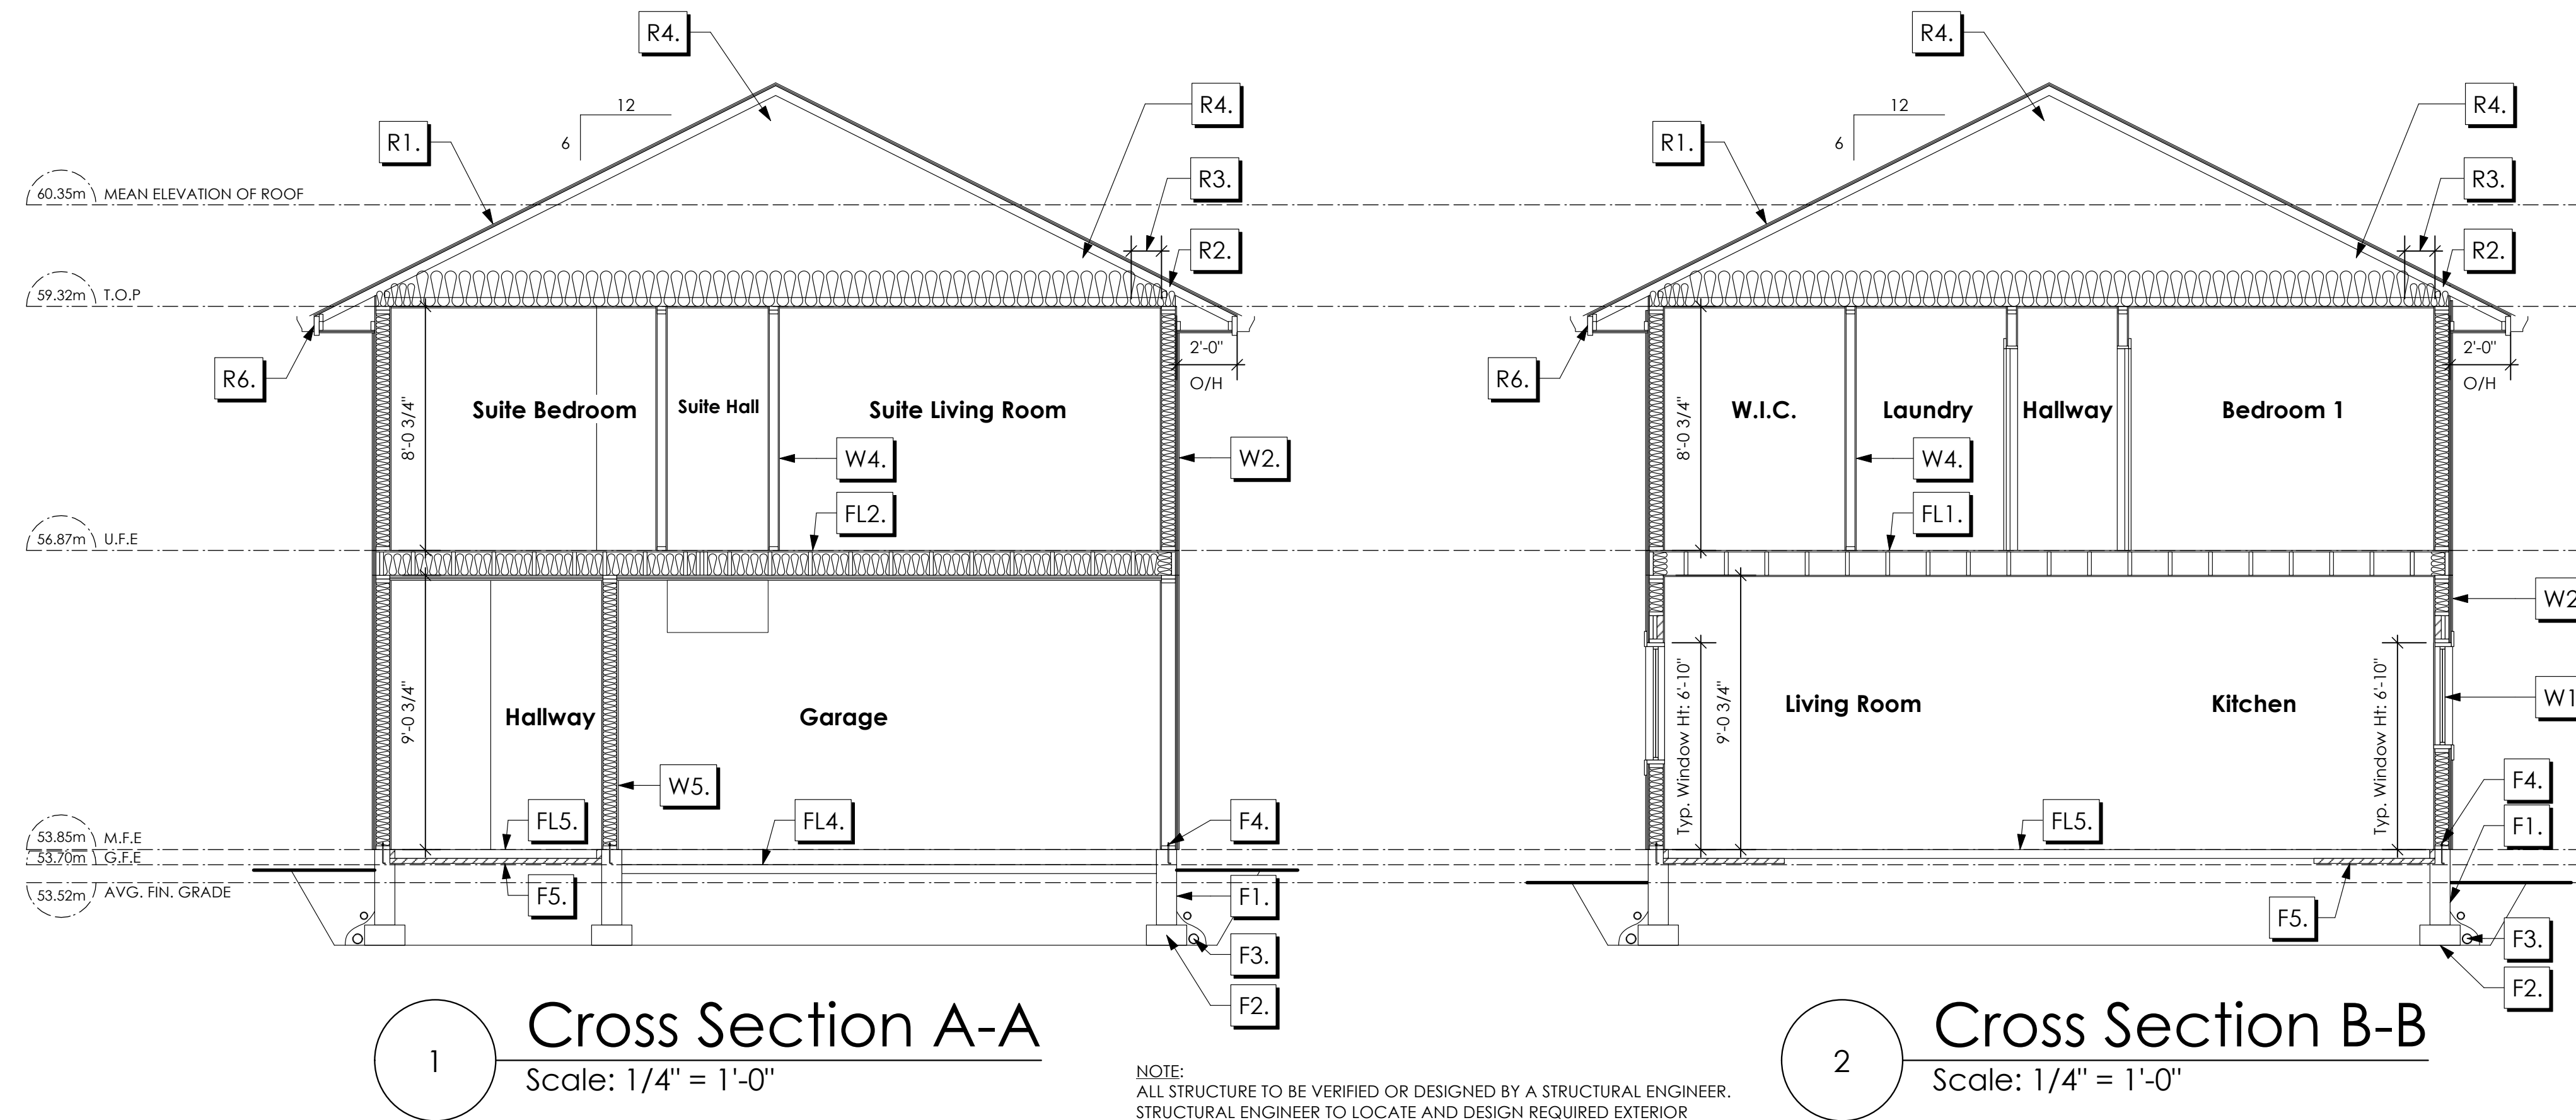 R4.
12
6
R1.
R4.
R3.
R2.
60.35m MEAN ELEVATION OF ROOF
59.32m T.O.P
R6.
2'-0"
O/H
8'-0 3/4"
Suite Bedroom
Suite Hall
Suite Living Room
W4.
W2.
FL2.
56.87m U.F.E
9'-0 3/4"
Hallway
Garage
W5.
FL5.
FL4.
F4.
53.85m M.F.E
53.70m G.F.E
53.52m AVG. FIN. GRADE
F5.
F1.
F3.
F2.
1
Cross Section A-A
Scale: 1/4" = 1'-0"
R4.
12
6
R1.
R4.
R3.
R2.
R6.
2'-0"
O/H
8'-0 3/4"
W.I.C.
Laundry
Hallway
Bedroom 1
W4.
FL1.
W2
Typ. Window Ht: 6'-10"
9'-0 3/4"
Living Room
Kitchen
Typ. Window Ht: 6'-10"
W1
FL5.
F4.
F1.
F5.
F3.
F2.
2
Cross Section B-B
Scale: 1/4" = 1'-0"
NOTE:
ALL STRUCTURE TO BE VERIFIED OR DESIGNED BY A STRUCTURAL ENGINEER.
STRUCTURAL ENGINEER TO LOCATE AND DESIGN REQUIRED EXTERIOR